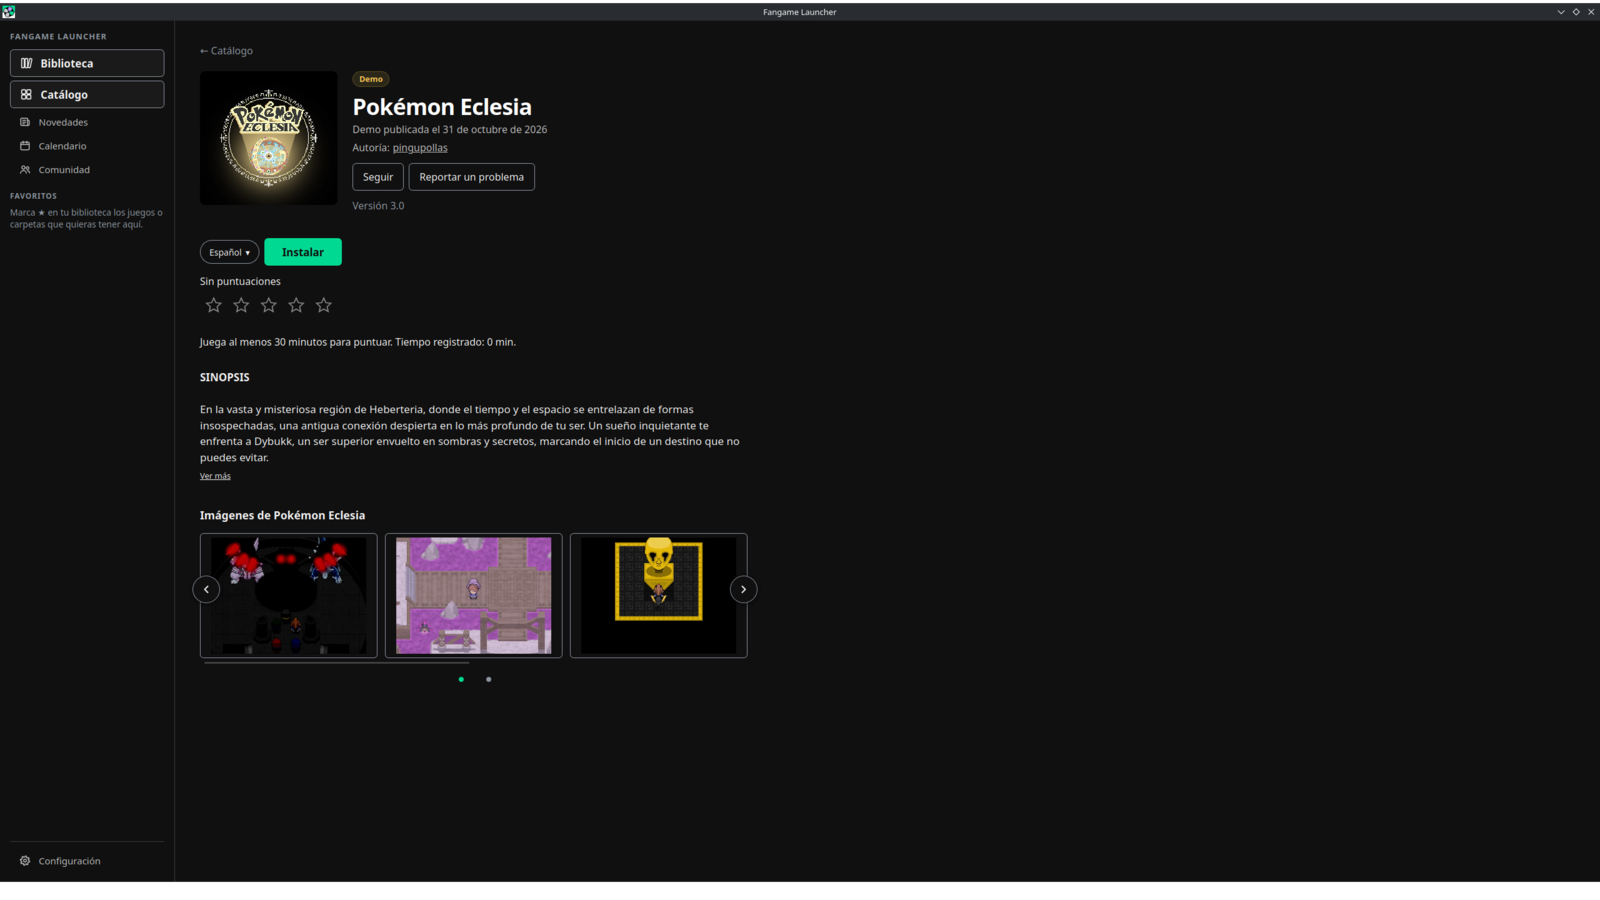 Fangame Launcher
FANGAME LAUNCHER
Biblioteca
Catálogo
Novedades
Calendario
Comunidad
FAVORITOS
Marca ★ en tu biblioteca los juegos o
carpetas que quieras tener aquí.
Configuración
← Catálogo
POKÉMON
ECLESIA
Demo
Pokémon Eclesia
Demo publicada el 31 de octubre de 2026
Autoría: pingupollas
Seguir
Reportar un problema
Versión 3.0
Español ▾
Instalar
Sin puntuaciones
Juega al menos 30 minutos para puntuar. Tiempo registrado: 0 min.
SINOPSIS
En la vasta y misteriosa región de Heberteria, donde el tiempo y el espacio se entrelazan de formas
insospechadas, una antigua conexión despierta en lo más profundo de tu ser. Un sueño inquietante te
enfrenta a Dybukk, un ser superior envuelto en sombras y secretos, marcando el inicio de un destino que no
puedes evitar.
Ver más
Imágenes de Pokémon Eclesia